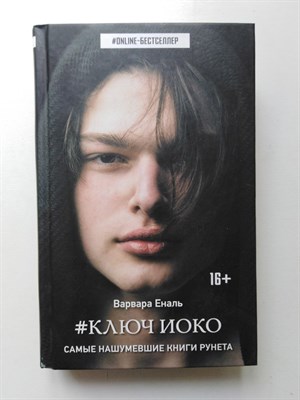 #ONLINE-БЕСТСЕЛЛЕР
16+
Варвара Еналь
#КЛЮЧ ИОКО
САМЫЕ НАШУМЕВШИЕ КНИГИ РУНЕТА